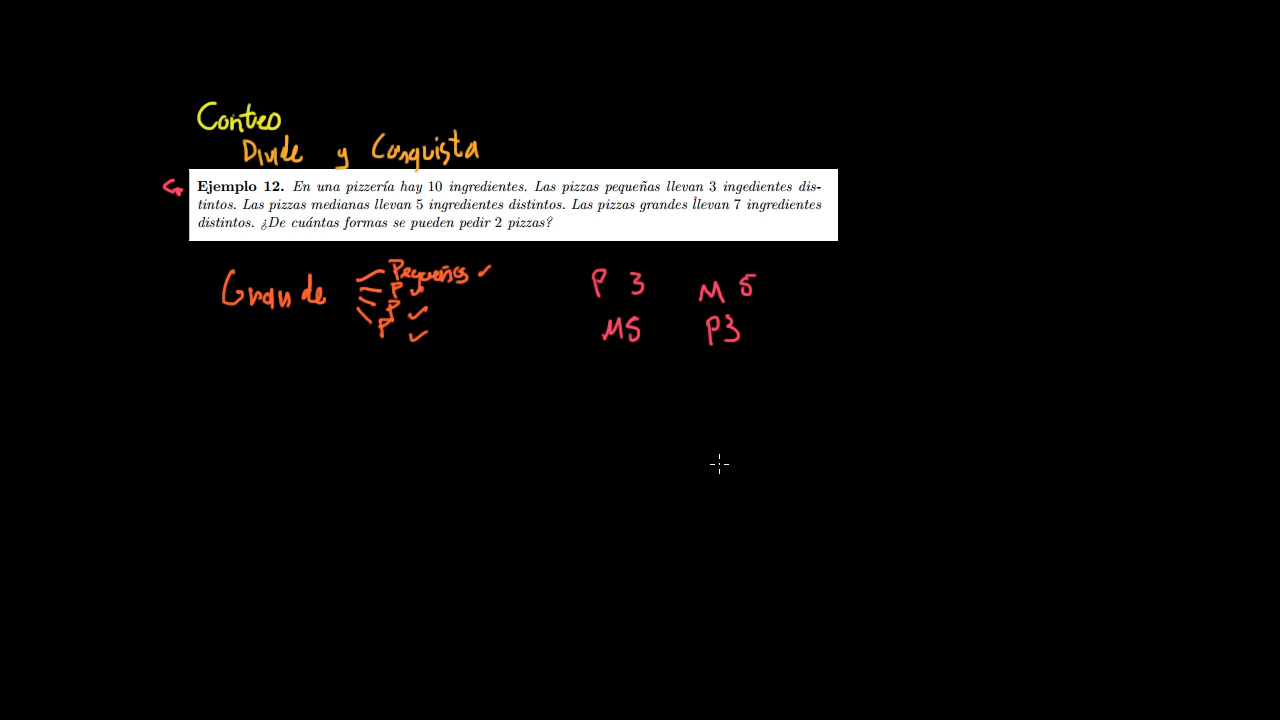 Conteo
Divide y Conquista
Ejemplo 12. En una pizzería hay 10 ingredientes. Las pizzas pequeñas llevan 3 ingedientes dis-
tintos. Las pizzas medianas llevan 5 ingredientes distintos. Las pizzas grandes llevan 7 ingredientes
distintos. ¿De cuántas formas se pueden pedir 2 pizzas?
Grande
Pequeños ✓
P ✓
P ✓
P ✓
P 3 M 5
M5 P3